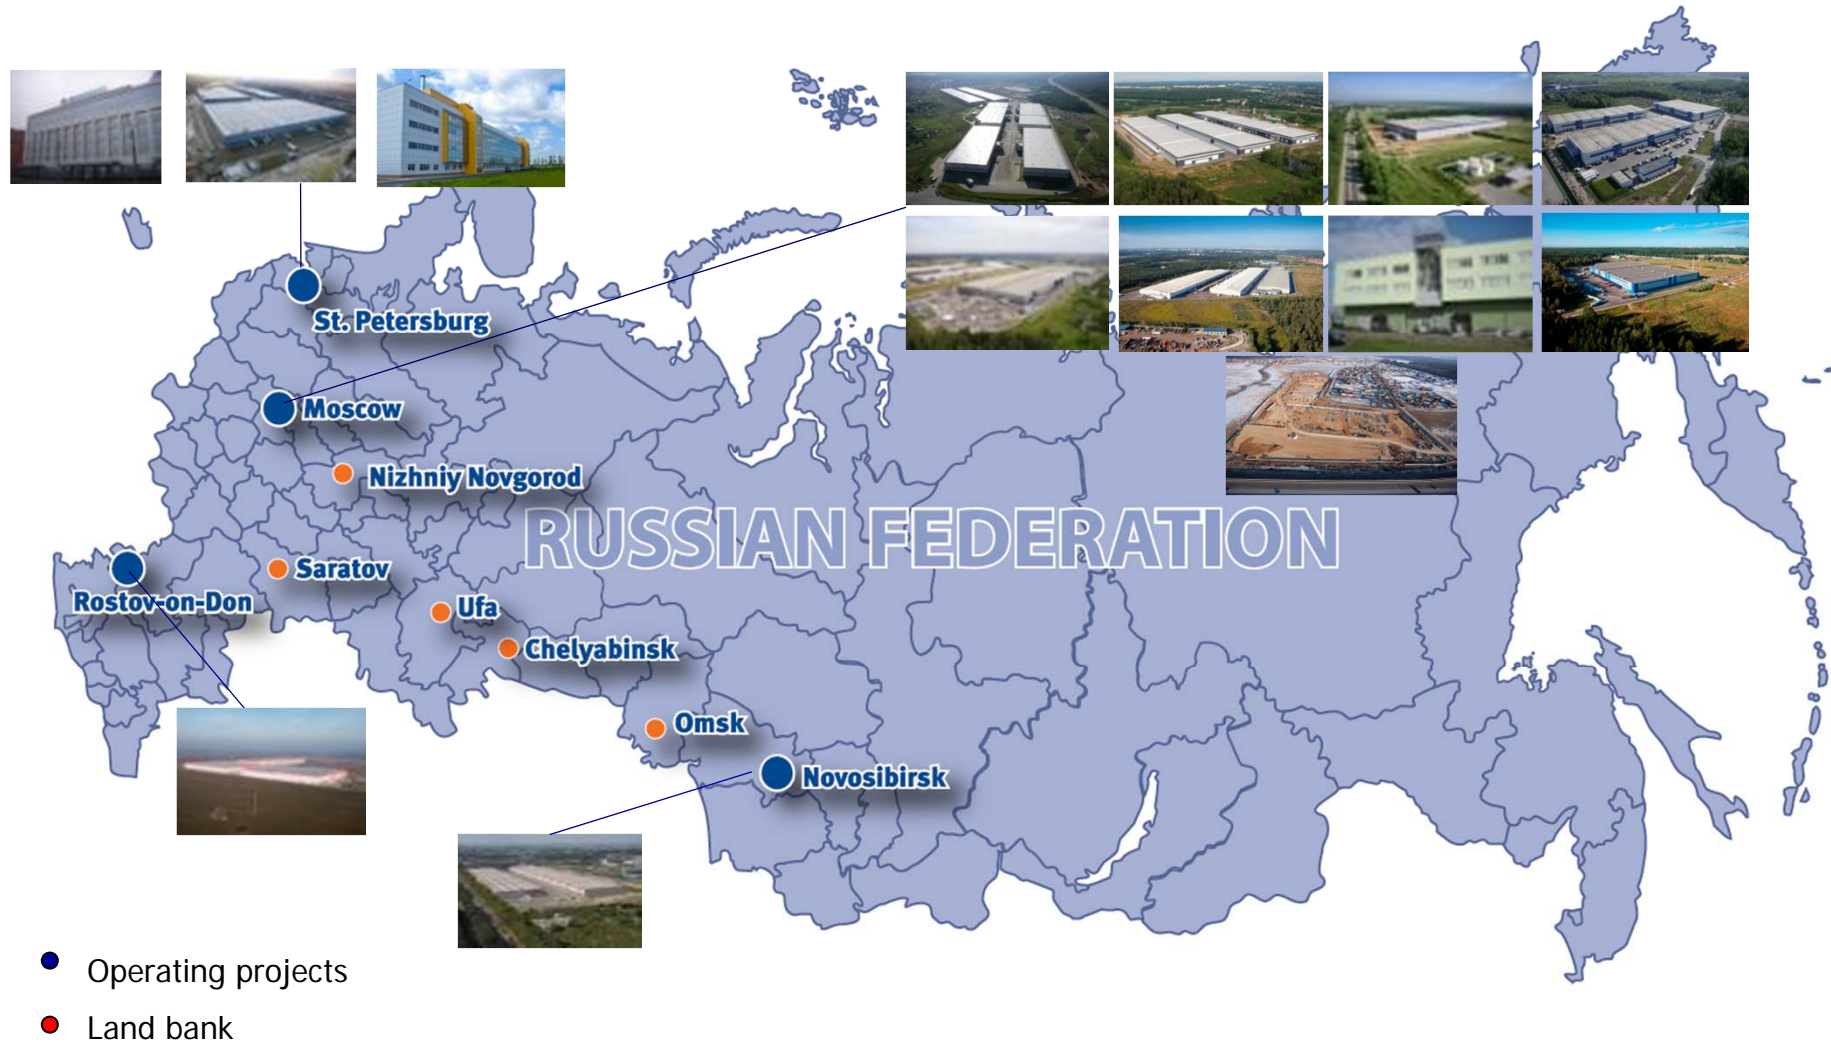 St. Petersburg
Moscow
Nizhniy Novgorod
RUSSIAN FEDERATION
Saratov
Rostov-on-Don
Ufa
Chelyabinsk
Omsk
Novosibirsk
Operating projects
Land bank